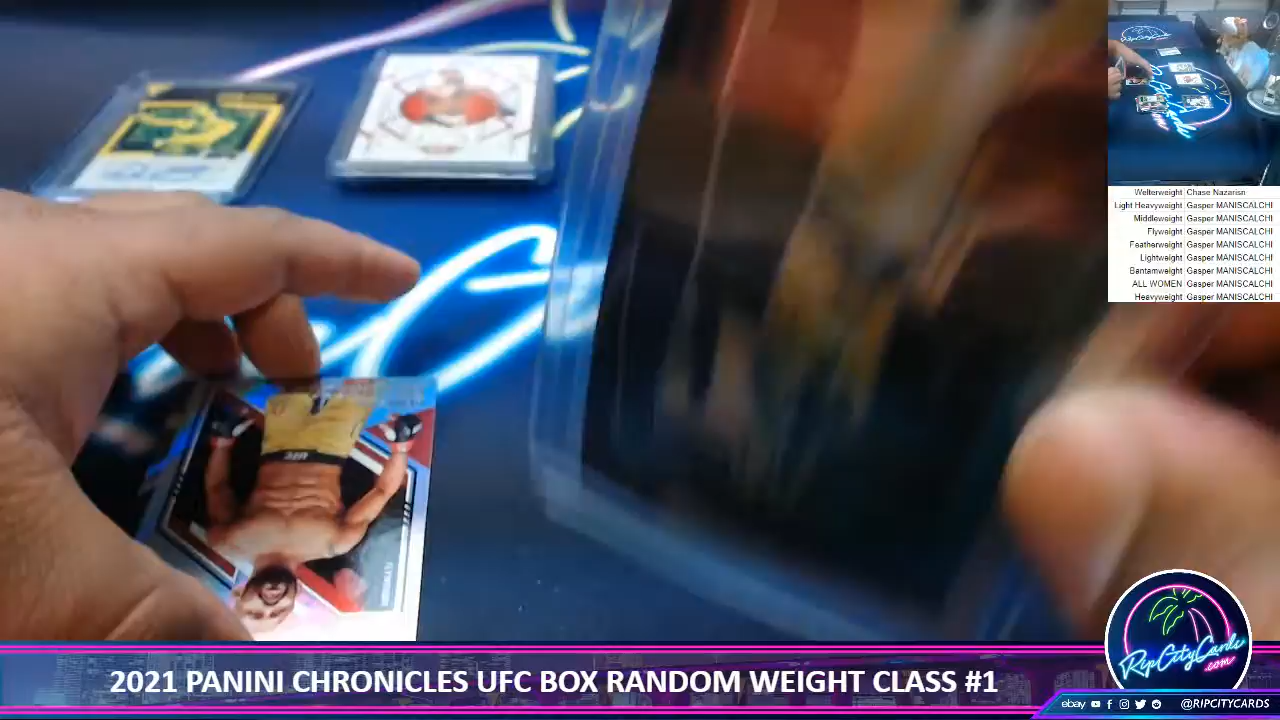 Welterweight Chase Nazarisn
Light Heavyweight Gasper MANISCALCHI
Middleweight Gasper MANISCALCHI
Flyweight Gasper MANISCALCHI
Featherweight Gasper MANISCALCHI
Lightweight Gasper MANISCALCHI
Bantamweight Gasper MANISCALCHI
ALL WOMEN Gasper MANISCALCHI
Heavyweight Gasper MANISCALCHI
UFC
RipCityCards
.com
2021 PANINI CHRONICLES UFC BOX RANDOM WEIGHT CLASS #1
ebay @RIPCITYCARDS